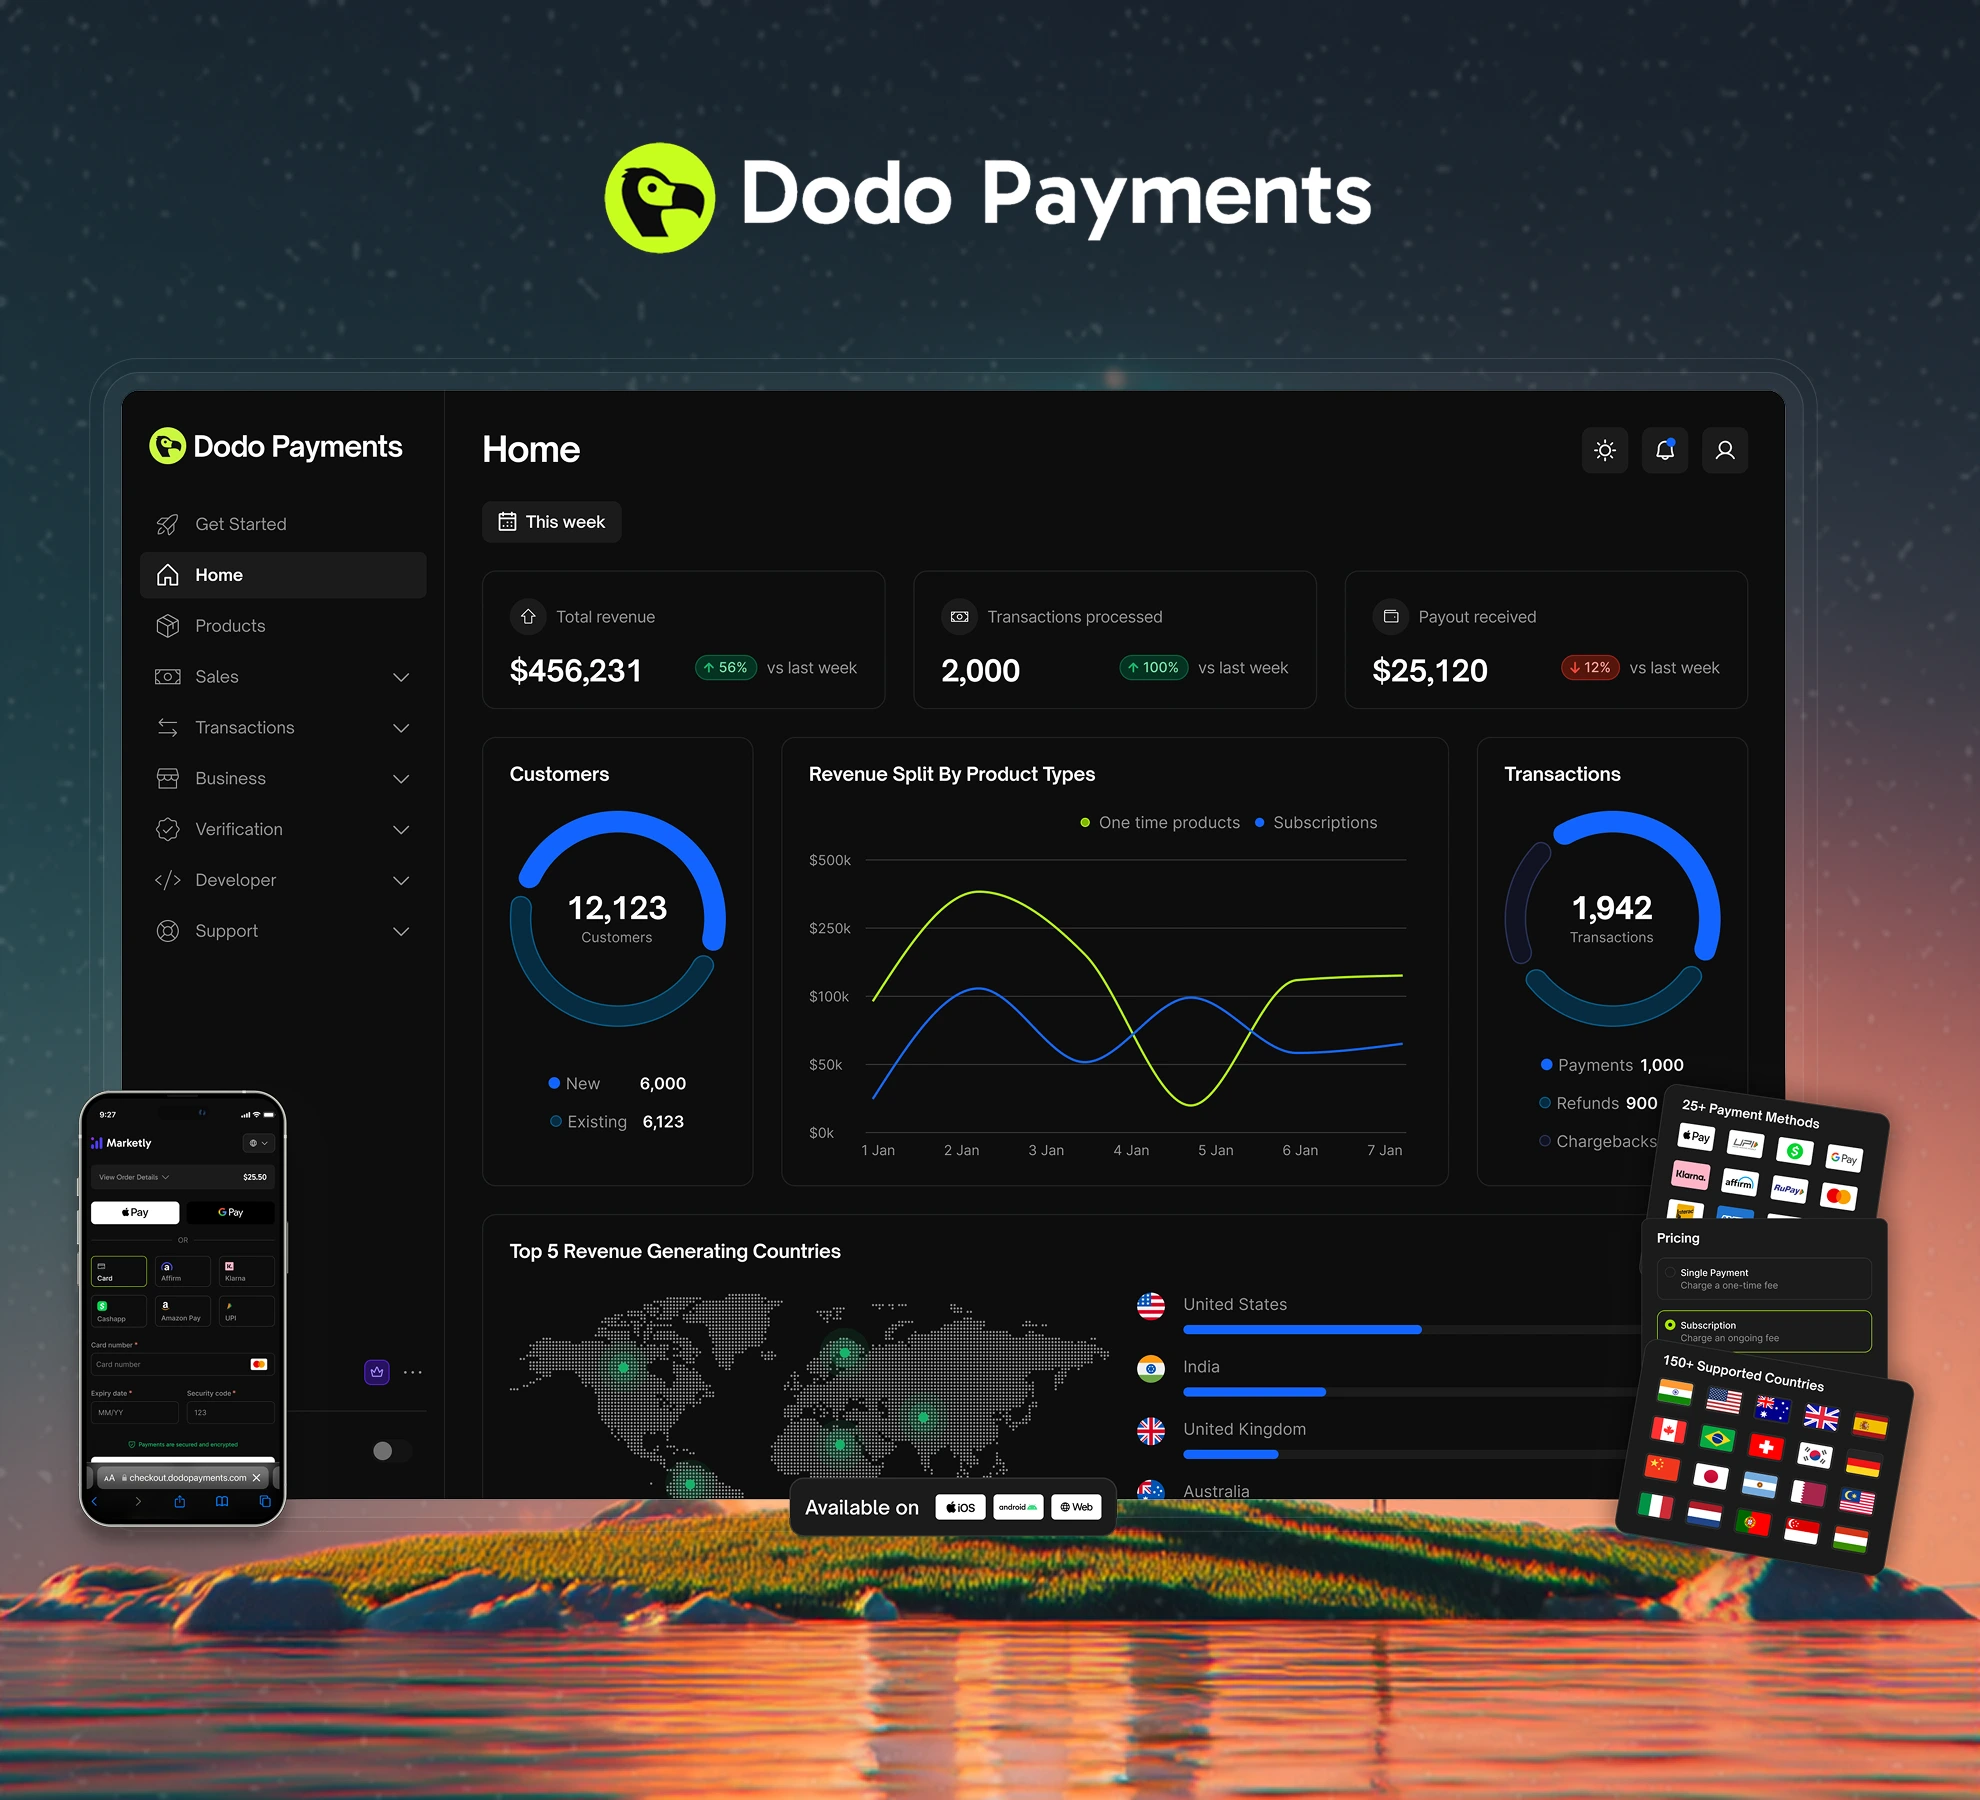 Dodo Payments
Dodo Payments
Get Started
Home
Products
Sales
Transactions
Business
Verification
Developer
Support
Home
This week
Total revenue
$456,231
56% vs last week
Transactions processed
2,000
100% vs last week
Payout received
$25,120
12% vs last week
Customers
12,123
Customers
New 6,000
Existing 6,123
Revenue Split By Product Types
One time products Subscriptions
$500k
$250k
$100k
$50k
$0k
1 Jan 2 Jan 3 Jan 4 Jan 5 Jan 6 Jan 7 Jan
Transactions
1,942
Transactions
Payments 1,000
Refunds 900
Chargebacks
Top 5 Revenue Generating Countries
United States
India
United Kingdom
Australia
9:27
Marketly
View Order Details $25.50
Pay G Pay
OR
Card Affirm Klarna
Cashapp Amazon Pay UPI
Card number *
Card number
Expiry date * Security code *
MM/YY 123
Payments are secured and encrypted
AA checkout.dodopayments.com
25+ Payment Methods
Pay UPI $ G Pay
Klarna. affirm RuPay
Interac
Pricing
Single Payment
Charge a one-time fee
Subscription
Charge an ongoing fee
150+ Supported Countries
Available on iOS android Web